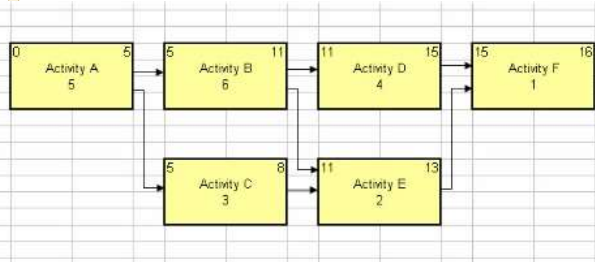 0 5
Activity A
5
5 11
Activity B
6
11 15
Activity D
4
15 16
Activity F
1
5 8
Activity C
3
11 13
Activity E
2